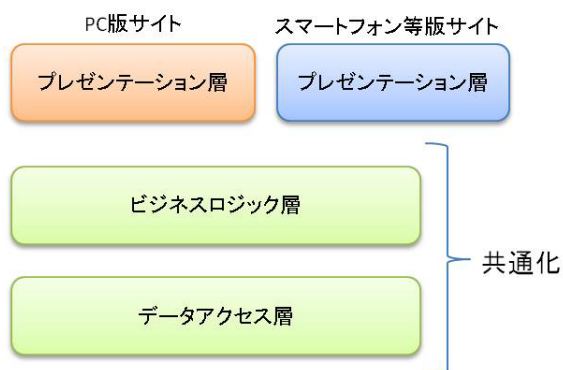 PC版サイト
スマートフォン等版サイト
プレゼンテーション層
プレゼンテーション層
ビジネスロジック層
共通化
データアクセス層